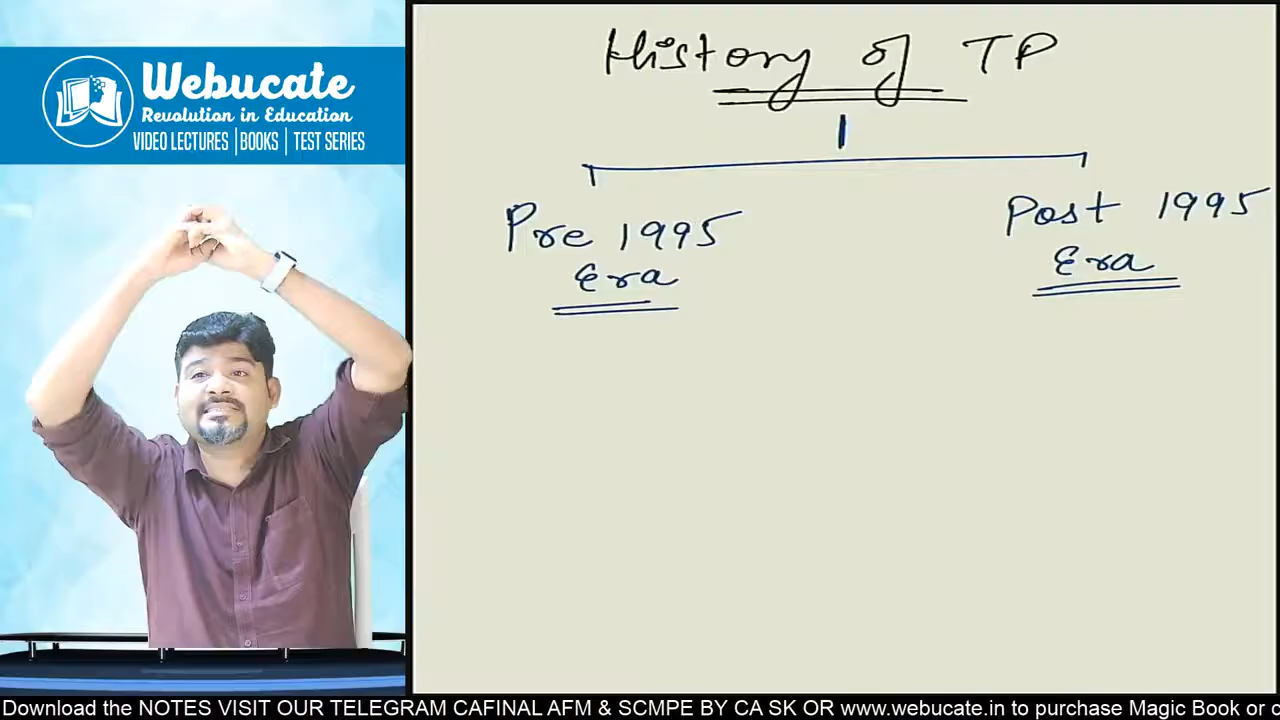 Webucate
Revolution in Education
VIDEO LECTURES | BOOKS | TEST SERIES
History of TP
Pre 1995
Era
Post 1995
Era
Download the NOTES VISIT OUR TELEGRAM CAFINAL AFM & SCMPE BY CA SK OR www.webucate.in to purchase Magic Book or